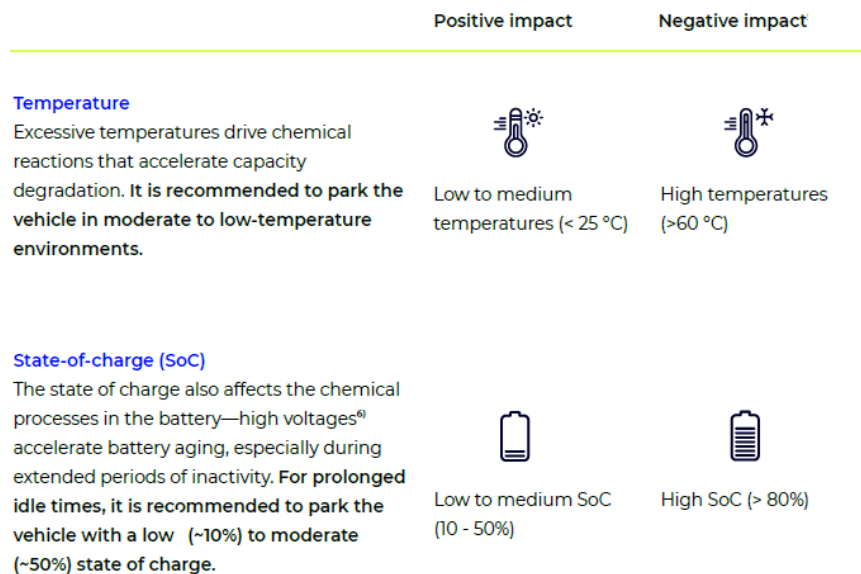 Positive impact
Negative impact
Temperature
Excessive temperatures drive chemical
reactions that accelerate capacity
degradation. It is recommended to park the
vehicle in moderate to low-temperature
environments.
Low to medium
temperatures (< 25 °C)
High temperatures
(>60 °C)
State-of-charge (SoC)
The state of charge also affects the chemical
processes in the battery—high voltages⁶⁾
accelerate battery aging, especially during
extended periods of inactivity. For prolonged
idle times, it is recommended to park the
vehicle with a low (~10%) to moderate
(~50%) state of charge.
Low to medium SoC
(10 - 50%)
High SoC (> 80%)